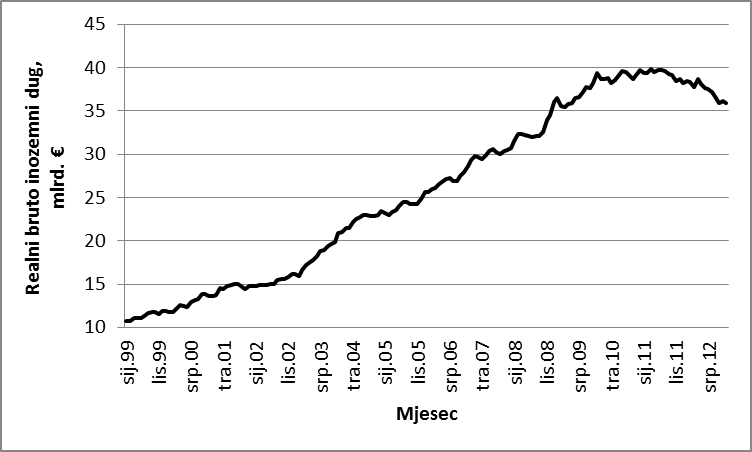 Realni bruto inozemni dug,
mlrd. €
45
40
35
30
25
20
15
10
sij.99
lis.99
srp.00
tra.01
sij.02
lis.02
srp.03
tra.04
sij.05
lis.05
srp.06
tra.07
sij.08
lis.08
srp.09
tra.10
sij.11
lis.11
srp.12
Mjesec